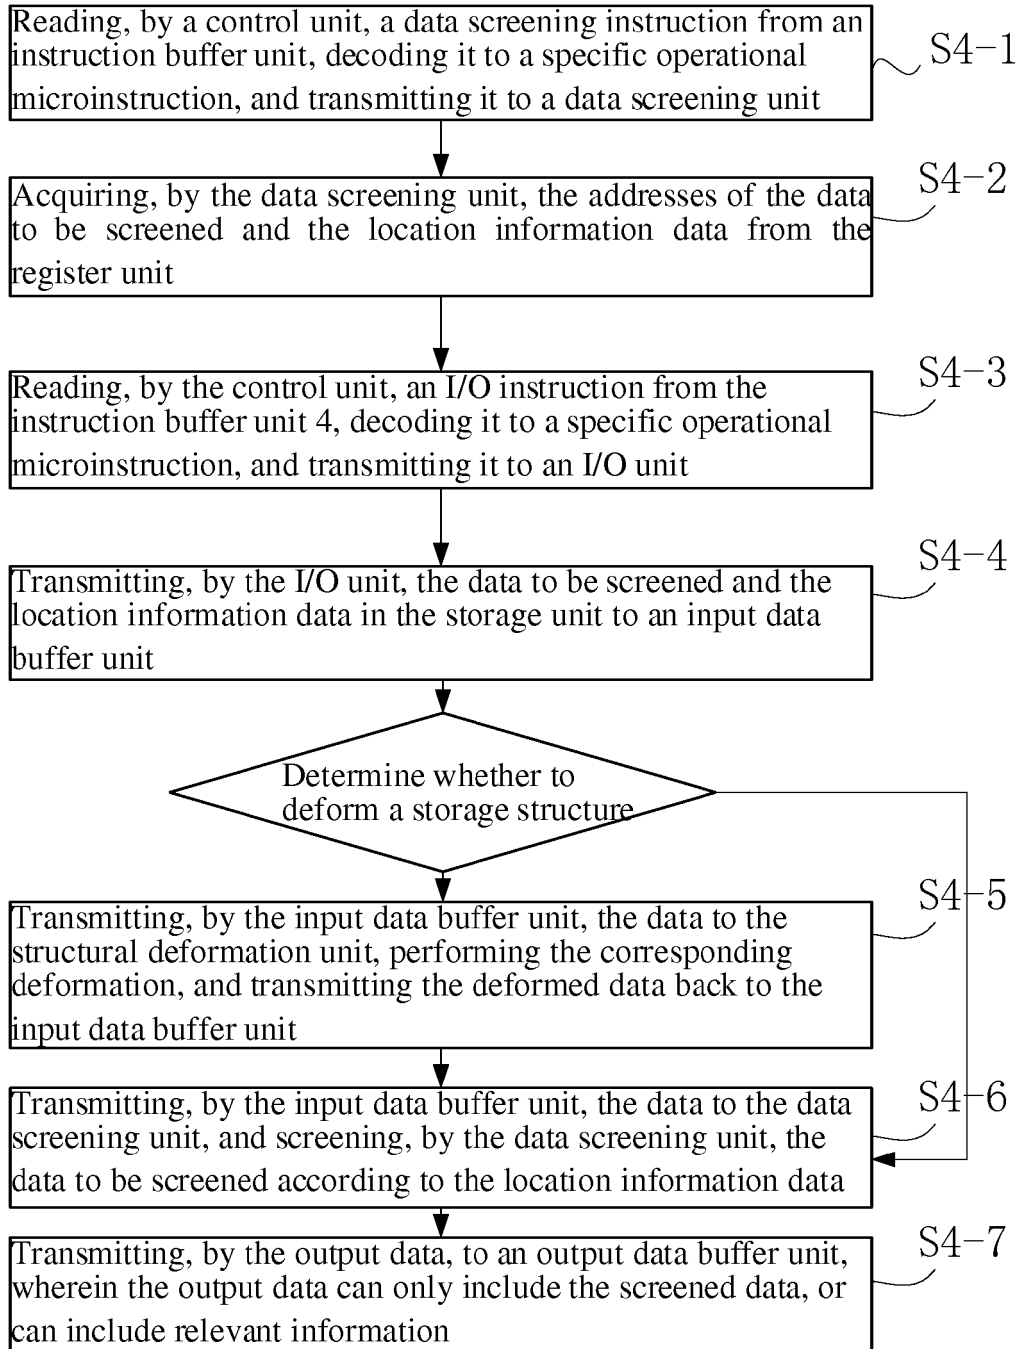 Reading, by a control unit, a data screening instruction from an
instruction buffer unit, decoding it to a specific operational
microinstruction, and transmitting it to a data screening unit
S4-1
Acquiring, by the data screening unit, the addresses of the data
to be screened and the location information data from the
register unit
S4-2
Reading, by the control unit, an I/O instruction from the
instruction buffer unit 4, decoding it to a specific operational
microinstruction, and transmitting it to an I/O unit
S4-3
Transmitting, by the I/O unit, the data to be screened and the
location information data in the storage unit to an input data
buffer unit
S4-4
Determine whether to
deform a storage structure
Transmitting, by the input data buffer unit, the data to the
structural deformation unit, performing the corresponding
deformation, and transmitting the deformed data back to the
input data buffer unit
S4-5
Transmitting, by the input data buffer unit, the data to the data
screening unit, and screening, by the data screening unit, the
data to be screened according to the location information data
S4-6
Transmitting, by the output data, to an output data buffer unit,
wherein the output data can only include the screened data, or
can include relevant information
S4-7